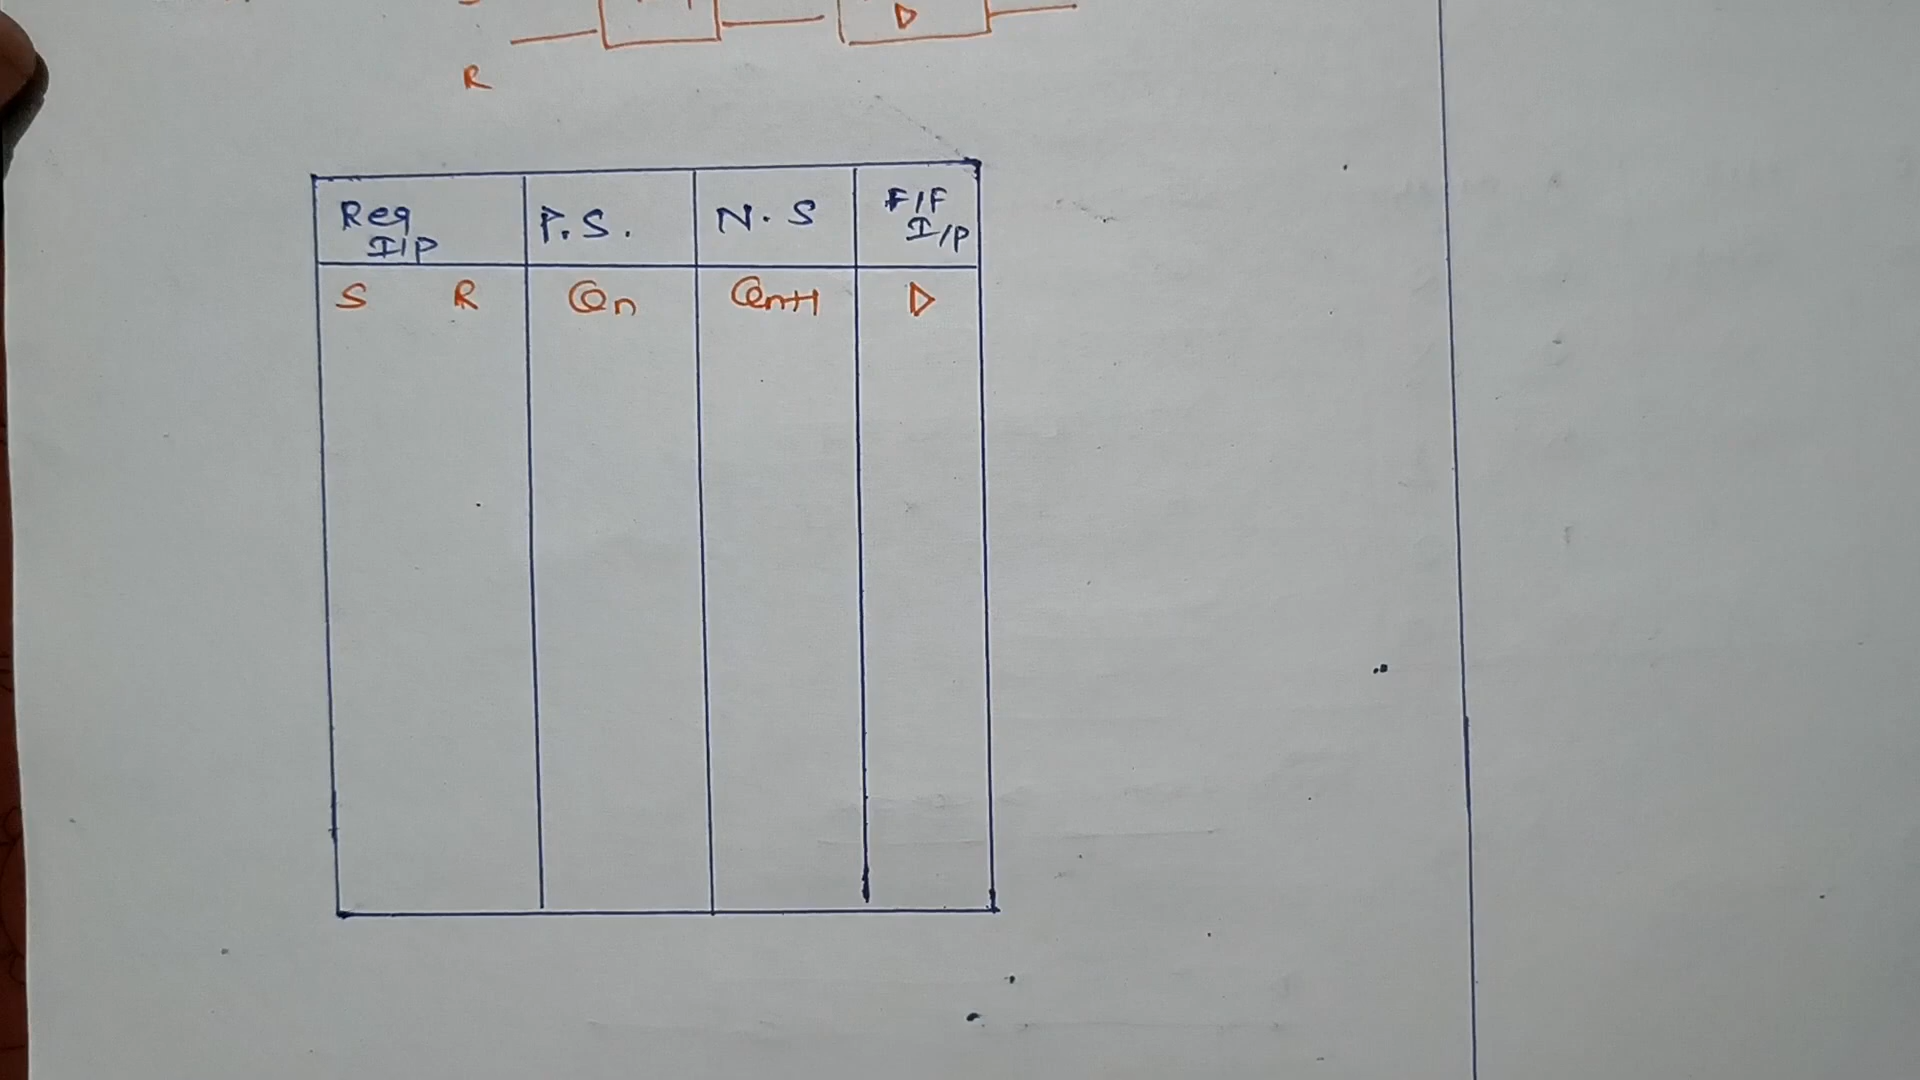 D
R
Req I/P P.S. N.S F/F I/P
S R Qn Qn+1 D